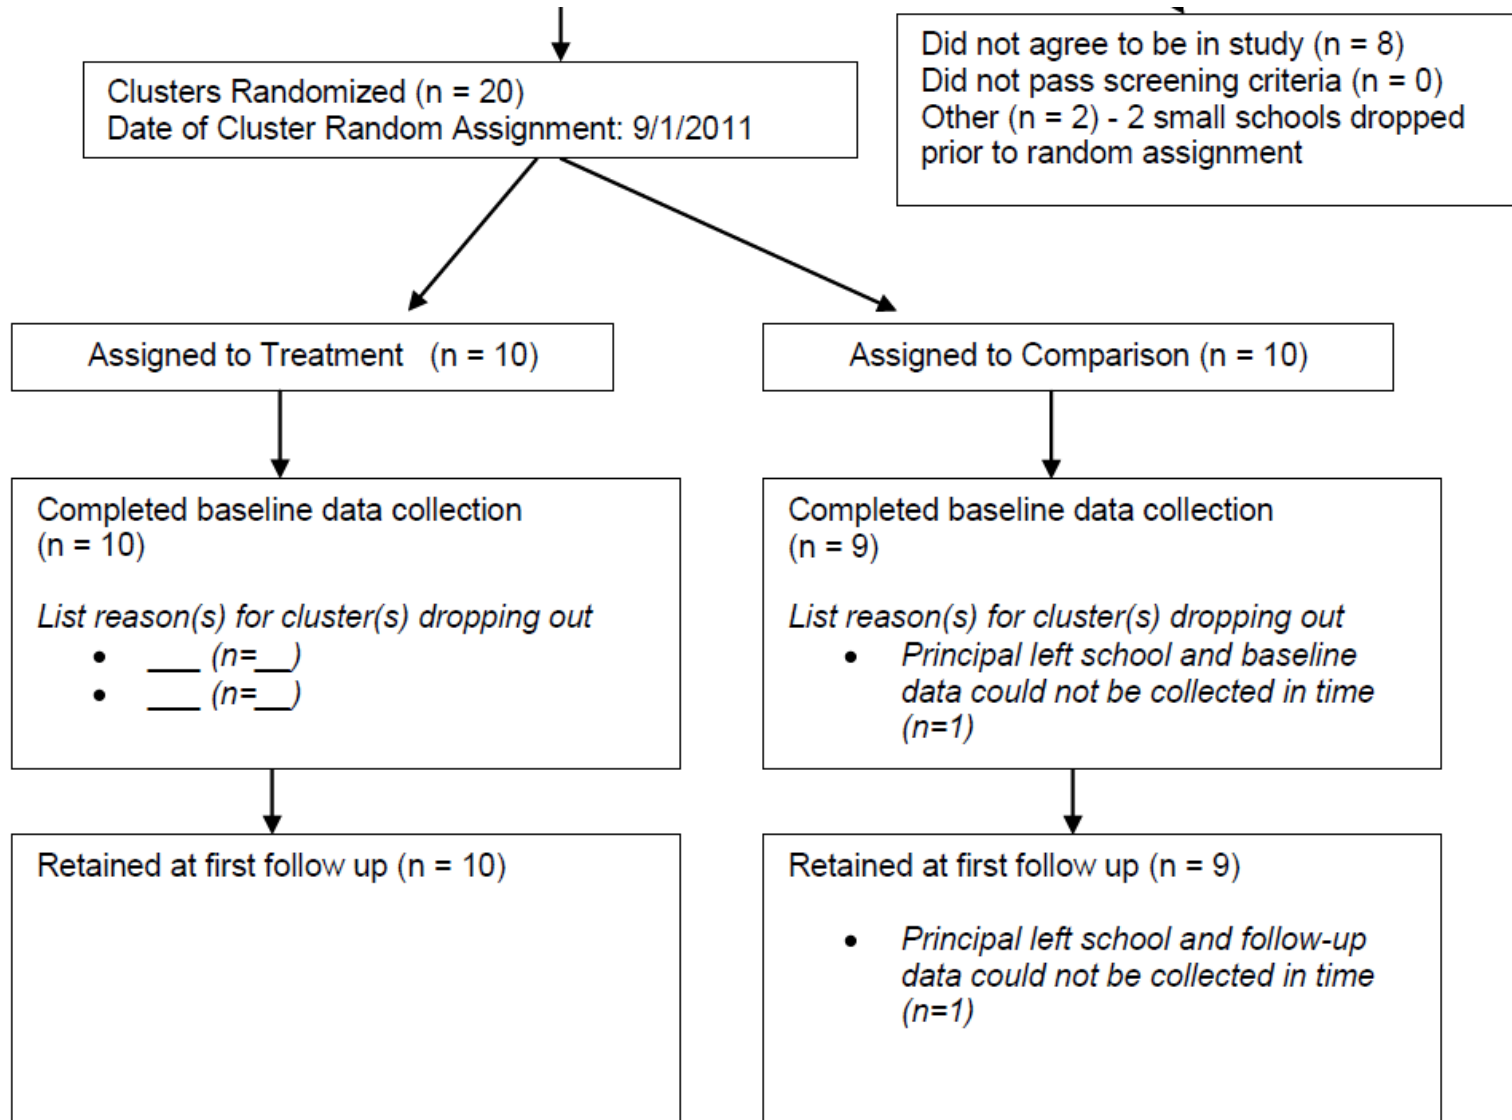 Did not agree to be in study (n = 8)
Did not pass screening criteria (n = 0)
Other (n = 2) - 2 small schools dropped
prior to random assignment
Clusters Randomized (n = 20)
Date of Cluster Random Assignment: 9/1/2011
Assigned to Treatment (n = 10)
Assigned to Comparison (n = 10)
Completed baseline data collection
(n = 10)
List reason(s) for cluster(s) dropping out
• ___ (n=__)
• ___ (n=__)
Completed baseline data collection
(n = 9)
List reason(s) for cluster(s) dropping out
• Principal left school and baseline
data could not be collected in time
(n=1)
Retained at first follow up (n = 10)
Retained at first follow up (n = 9)
• Principal left school and follow-up
data could not be collected in time
(n=1)